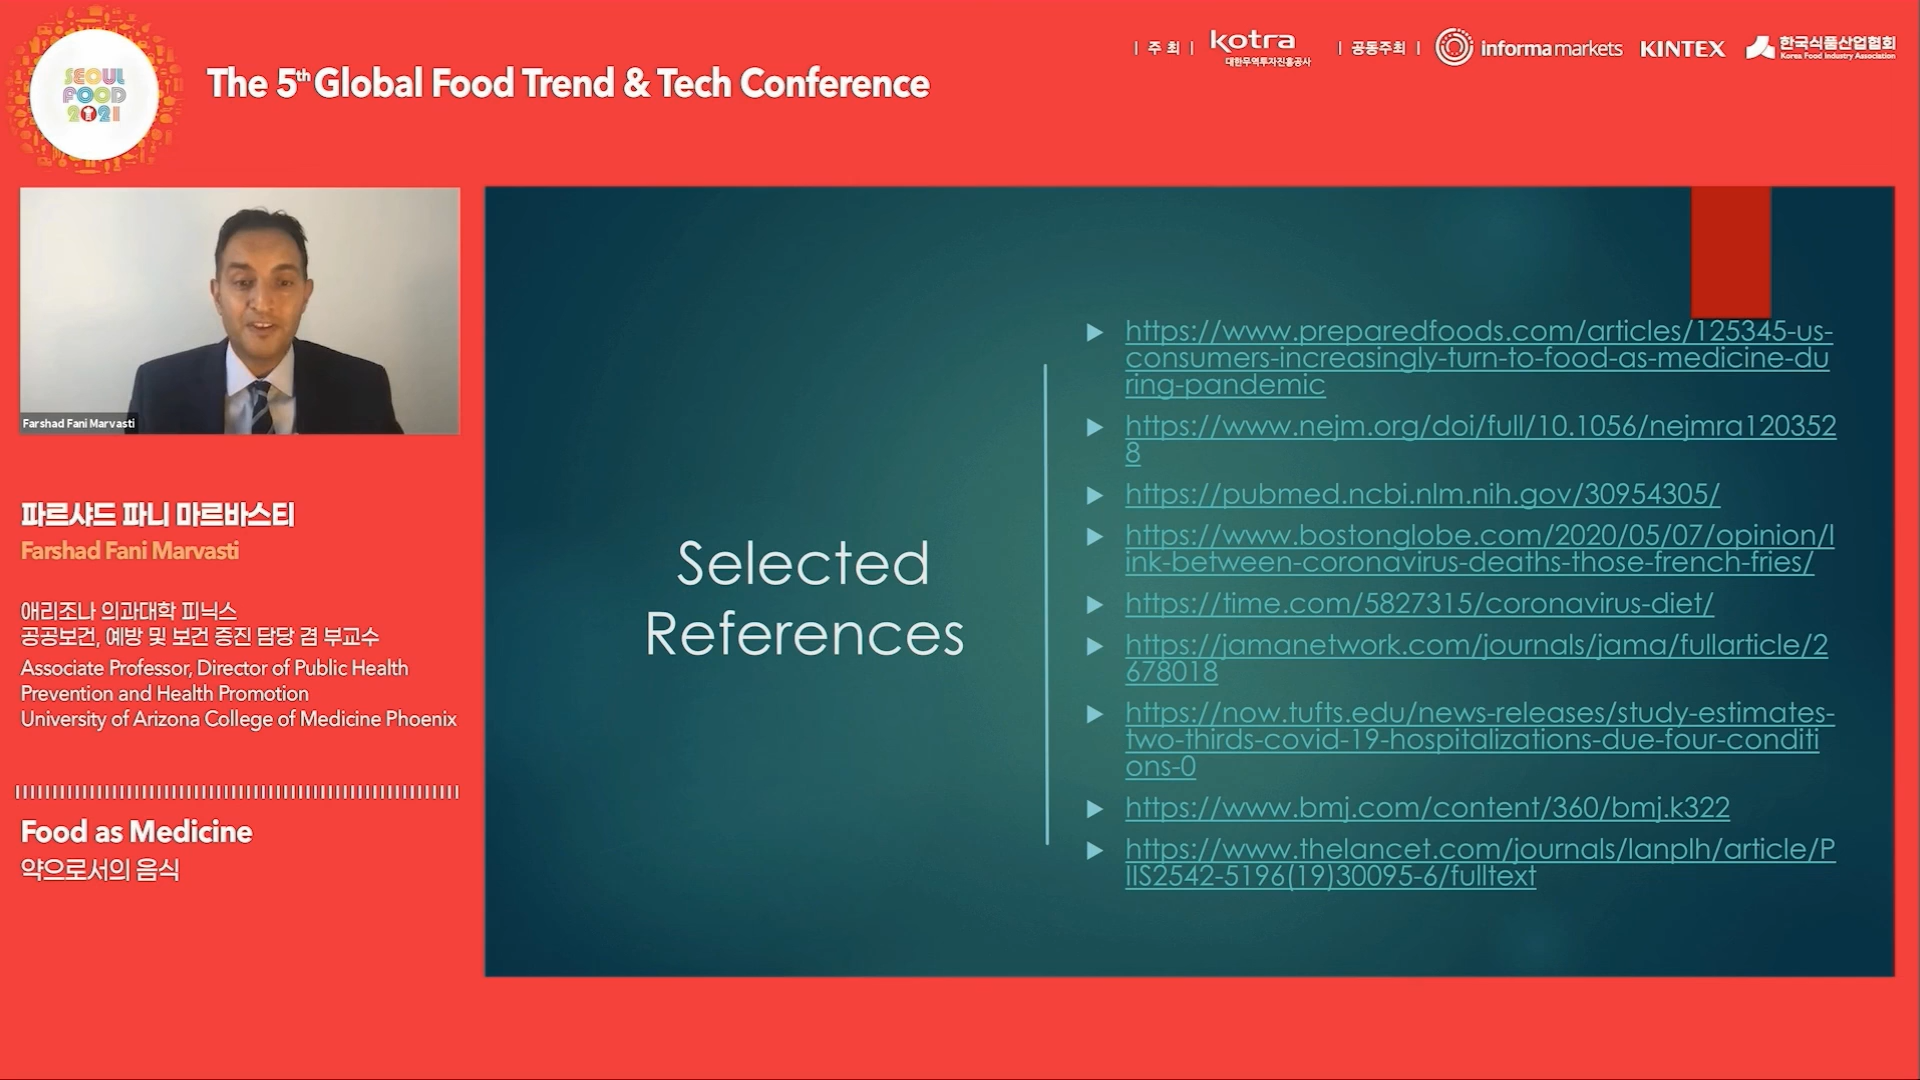 SEOUL
FOOD
2021
The 5th Global Food Trend & Tech Conference
| 주 최 |
kotra
대한무역투자진흥공사
| 공동주최 |
informa markets
KINTEX
한국식품산업협회
Korea Food Industry Association
Farshad Fani Marvasti
파르샤드 파니 마르바스티
Farshad Fani Marvasti
애리조나 의과대학 피닉스
공공보건, 예방 및 보건 증진 담당 겸 부교수
Associate Professor, Director of Public Health
Prevention and Health Promotion
University of Arizona College of Medicine Phoenix
Food as Medicine
약으로서의 음식
Selected
References
https://www.preparedfoods.com/articles/125345-us-
consumers-increasingly-turn-to-food-as-medicine-du
ring-pandemic
https://www.nejm.org/doi/full/10.1056/nejmra120352
8
https://pubmed.ncbi.nlm.nih.gov/30954305/
https://www.bostonglobe.com/2020/05/07/opinion/l
ink-between-coronavirus-deaths-those-french-fries/
https://time.com/5827315/coronavirus-diet/
https://jamanetwork.com/journals/jama/fullarticle/2
678018
https://now.tufts.edu/news-releases/study-estimates-
two-thirds-covid-19-hospitalizations-due-four-conditi
ons-0
https://www.bmj.com/content/360/bmj.k322
https://www.thelancet.com/journals/lanplh/article/P
IIS2542-5196(19)30095-6/fulltext